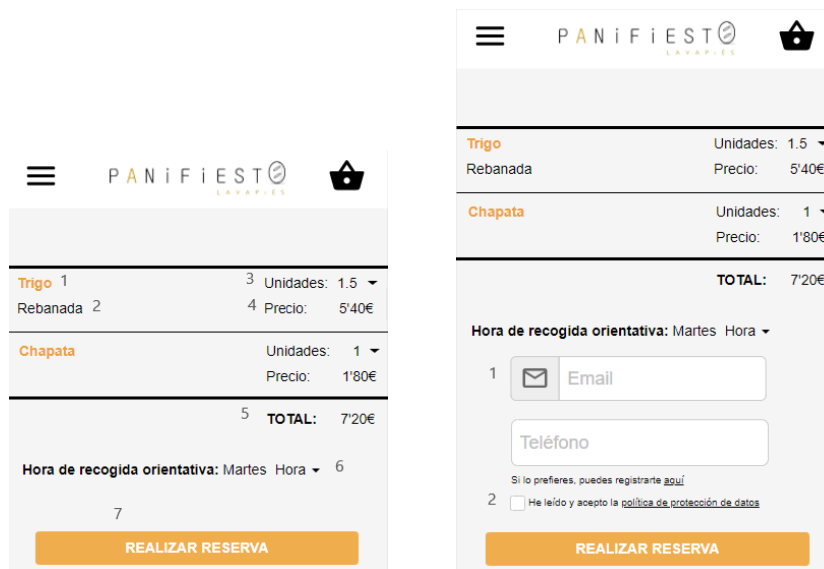 PANiFiESTO
LAVAPIÉS
Trigo 1
3 Unidades: 1.5
Rebanada 2
4 Precio: 5'40€
Chapata
Unidades: 1
Precio: 1'80€
5 TOTAL: 7'20€
Hora de recogida orientativa: Martes Hora 6
7
REALIZAR RESERVA
PANiFiESTO
LAVAPIÉS
Trigo
Unidades: 1.5
Rebanada
Precio: 5'40€
Chapata
Unidades: 1
Precio: 1'80€
TOTAL: 7'20€
Hora de recogida orientativa: Martes Hora
1 Email
Teléfono
Si lo prefieres, puedes registrarte aquí
2 He leído y acepto la política de protección de datos
REALIZAR RESERVA